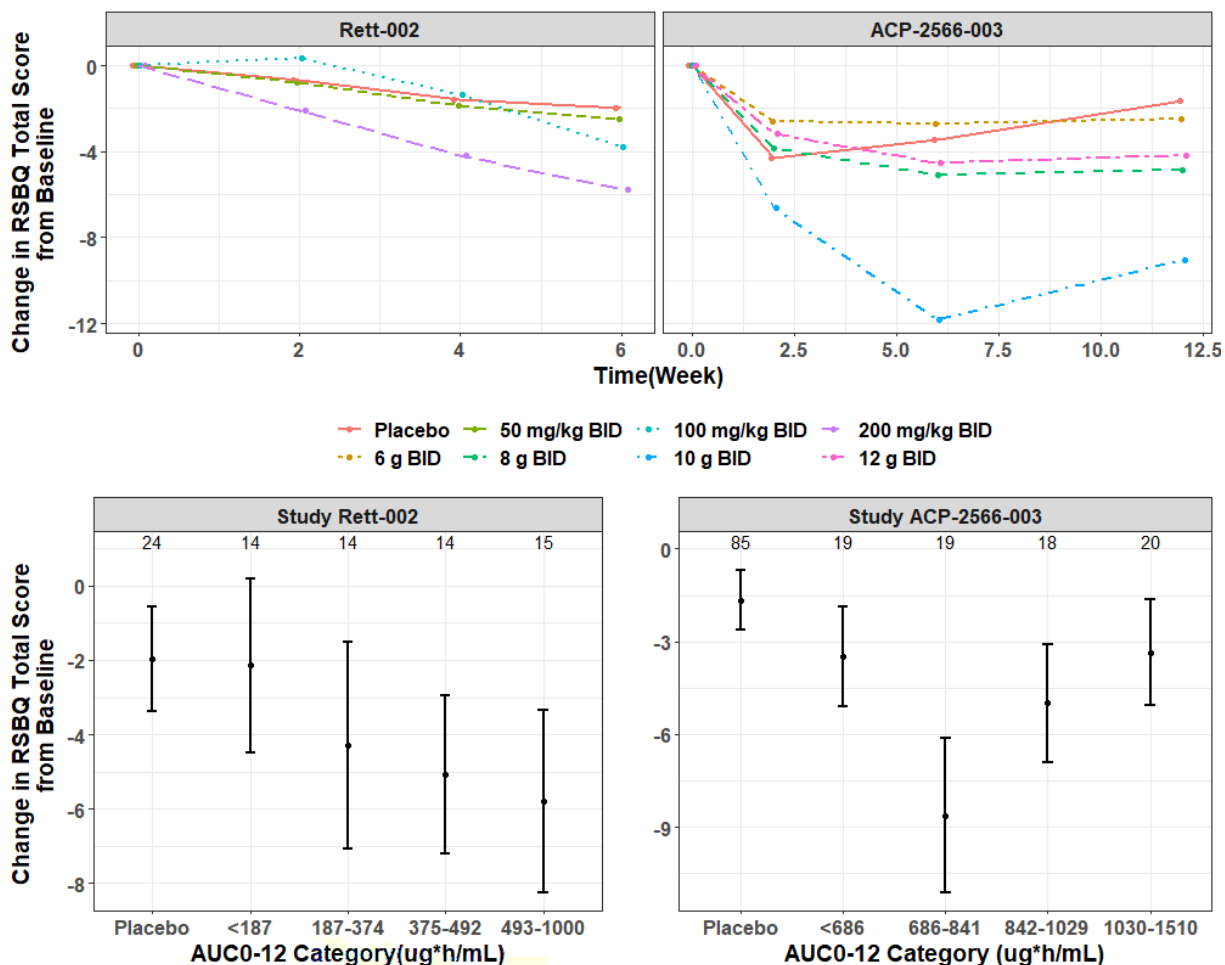 Rett-002
ACP-2566-003
Change in RSBQ Total Score
from Baseline
0
-4
-8
-12
0 2 4 6
0.0 2.5 5.0 7.5 10.0 12.5
Time(Week)
Placebo 50 mg/kg BID 100 mg/kg BID 200 mg/kg BID
6 g BID 8 g BID 10 g BID 12 g BID
Study Rett-002
24 14 14 14 15
Change in RSBQ Total Score
from Baseline
0
-2
-4
-6
-8
Placebo <187 187-374 375-492 493-1000
AUC0-12 Category(ug*h/mL)
Study ACP-2566-003
85 19 19 18 20
0
-3
-6
-9
Placebo <686 686-841 842-1029 1030-1510
AUC0-12 Category (ug*h/mL)